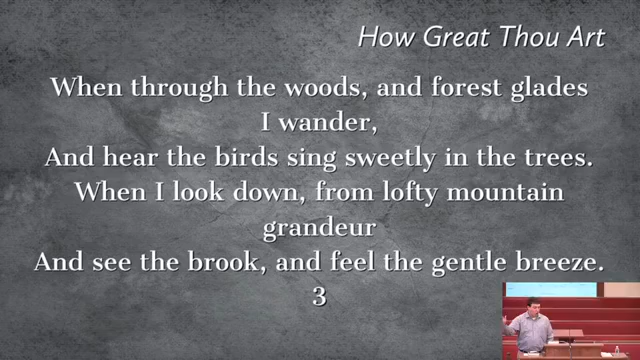 How Great Thou Art
When through the woods, and forest glades
I wander,
And hear the birds sing sweetly in the trees.
When I look down, from lofty mountain
grandeur
And see the brook, and feel the gentle breeze.
3